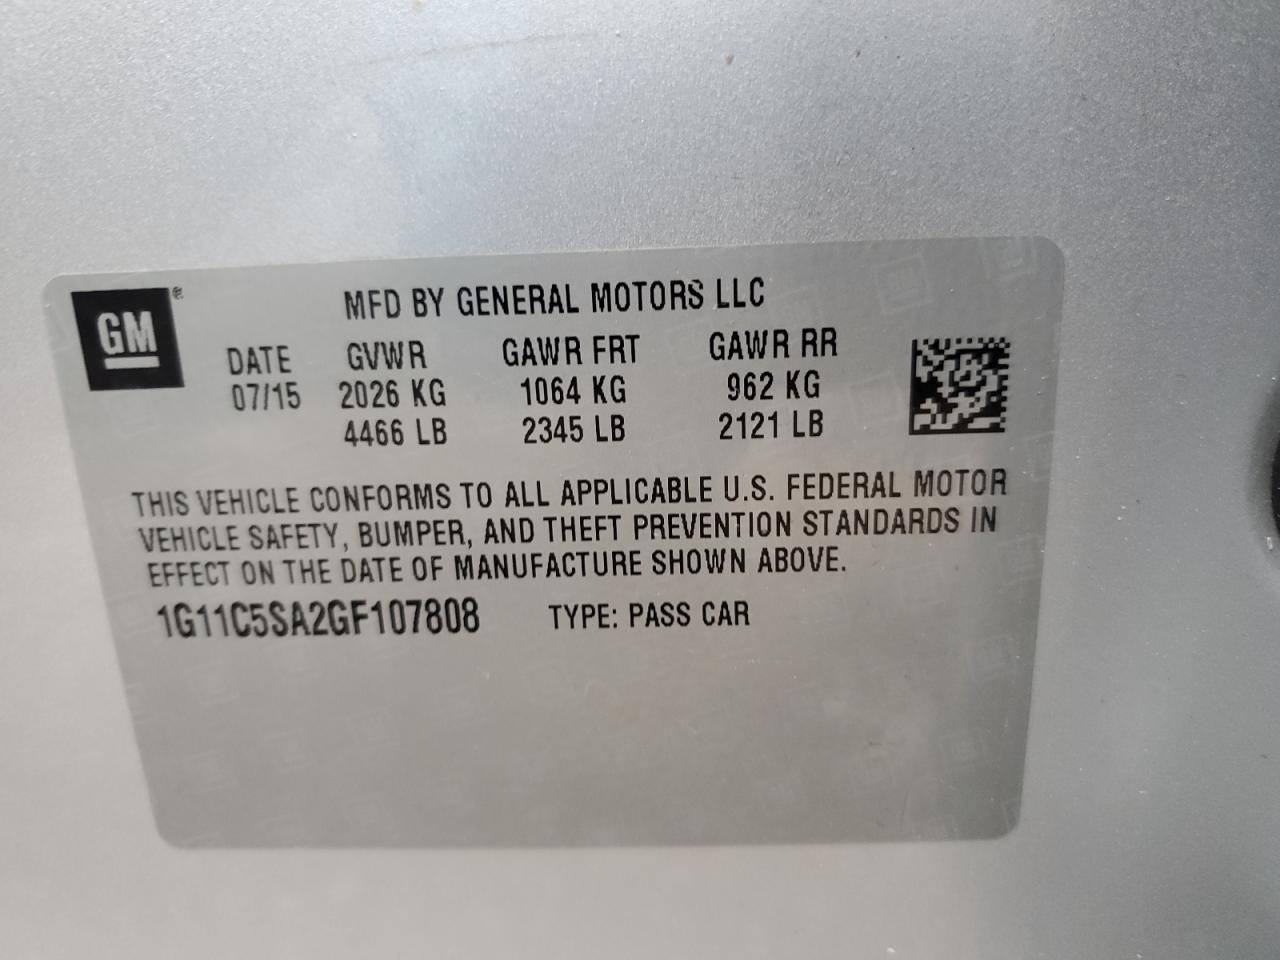 GM®
MFD BY GENERAL MOTORS LLC
DATE GVWR GAWR FRT GAWR RR
07/15 2026 KG 1064 KG 962 KG
4466 LB 2345 LB 2121 LB
THIS VEHICLE CONFORMS TO ALL APPLICABLE U.S. FEDERAL MOTOR
VEHICLE SAFETY, BUMPER, AND THEFT PREVENTION STANDARDS IN
EFFECT ON THE DATE OF MANUFACTURE SHOWN ABOVE.
1G11C5SA2GF107808 TYPE: PASS CAR